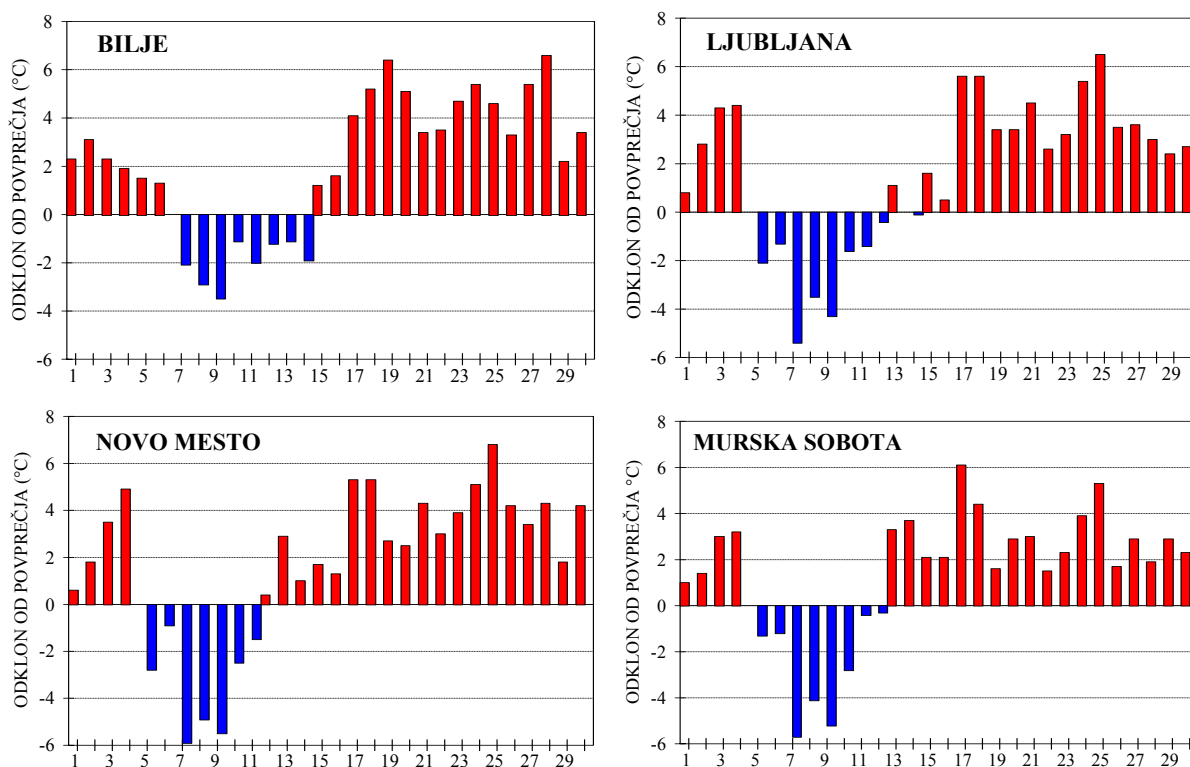 BILJE
ODKLON OD POVPREČJA (°C)
8
6
4
2
0
-2
-4
-6
1 3 5 7 9 11 13 15 17 19 21 23 25 27 29
LJUBLJANA
ODKLON OD POVPREČJA (°C)
8
6
4
2
0
-2
-4
-6
1 3 5 7 9 11 13 15 17 19 21 23 25 27 29
NOVO MESTO
ODKLON OD POVPREČJA (°C)
8
6
4
2
0
-2
-4
-6
1 3 5 7 9 11 13 15 17 19 21 23 25 27 29
MURSKA SOBOTA
ODKLON OD POVPREČJA °C)
8
6
4
2
0
-2
-4
-6
1 3 5 7 9 11 13 15 17 19 21 23 25 27 29